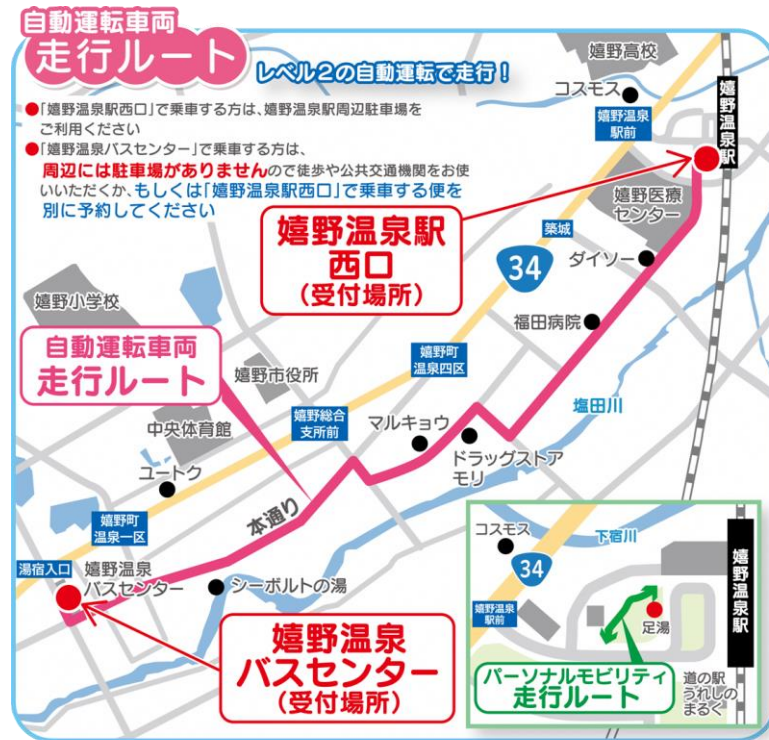 自動運転車両
走行ルート
レベル2の自動運転で走行！
●「嬉野温泉駅西口」で乗車する方は、嬉野温泉駅周辺駐車場を
ご利用ください
●「嬉野温泉バスセンター」で乗車する方は、
周辺には駐車場がありませんので徒歩や公共交通機関をお使
いいただくか、もしくは「嬉野温泉駅西口」で乗車する便を
別に予約してください
嬉野高校
コスモス
嬉野温泉
駅前
嬉野温泉駅
嬉野医療
センター
嬉野温泉駅
西口
(受付場所)
築城
34
ダイソー
福田病院
嬉野小学校
自動運転車両
走行ルート
嬉野市役所
嬉野町
温泉四区
塩田川
中央体育館
嬉野総合
支所前
マルキョウ
ドラッグストア
モリ
ユートク
本通り
嬉野町
温泉一区
湯宿入口
嬉野温泉
バスセンター
シーボルトの湯
嬉野温泉
バスセンター
(受付場所)
コスモス
下宿川
34
嬉野温泉
駅前
嬉野温泉駅
足湯
パーソナルモビリティ
走行ルート
道の駅
うれしの
まるく